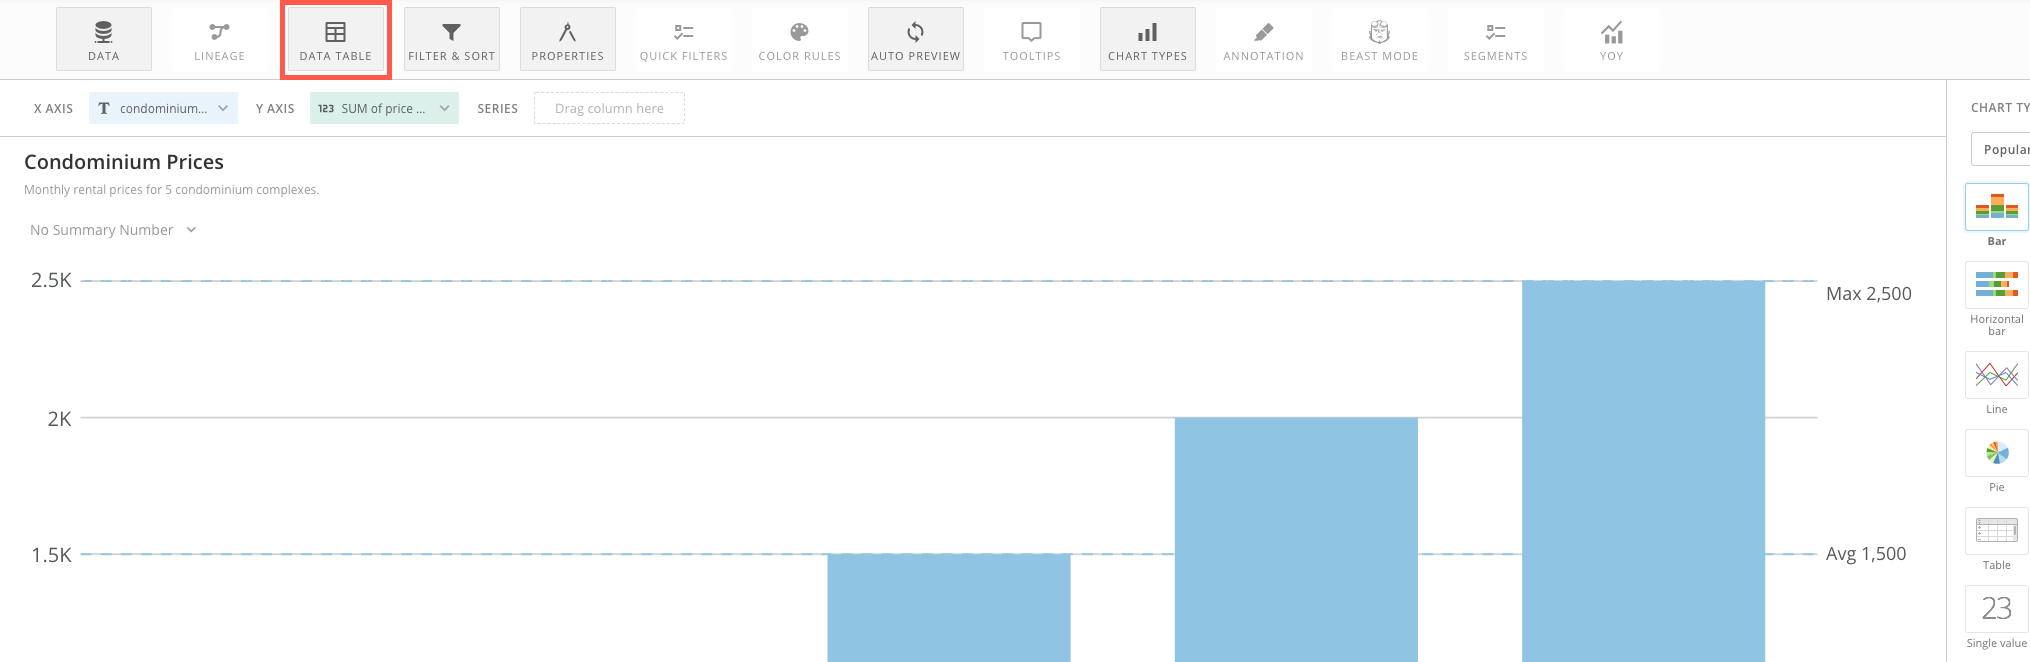 DATA LINEAGE DATA TABLE FILTER & SORT PROPERTIES QUICK FILTERS COLOR RULES AUTO PREVIEW TOOLTIPS CHART TYPES ANNOTATION BEAST MODE SEGMENTS YOY
X AXIS T condominium... Y AXIS 123 SUM of price ... SERIES Drag column here
CHART TY
Condominium Prices
Monthly rental prices for 5 condominium complexes.
No Summary Number
Popular
Bar
2.5K
Max 2,500
Horizontal
bar
2K
Line
Pie
1.5K
Avg 1,500
Table
23
Single value